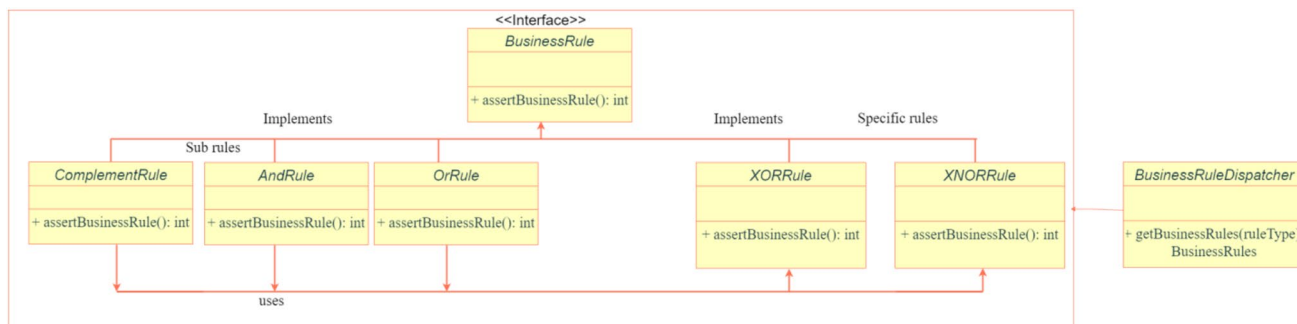 <<Interface>>
BusinessRule
+ assertBusinessRule(): int
Implements
Implements
Specific rules
Sub rules
ComplementRule
+ assertBusinessRule(): int
AndRule
+ assertBusinessRule(): int
OrRule
+ assertBusinessRule(): int
XORRule
+ assertBusinessRule(): int
XNORRule
+ assertBusinessRule(): int
BusinessRuleDispatcher
+ getBusinessRules(ruleType)
BusinessRules
uses